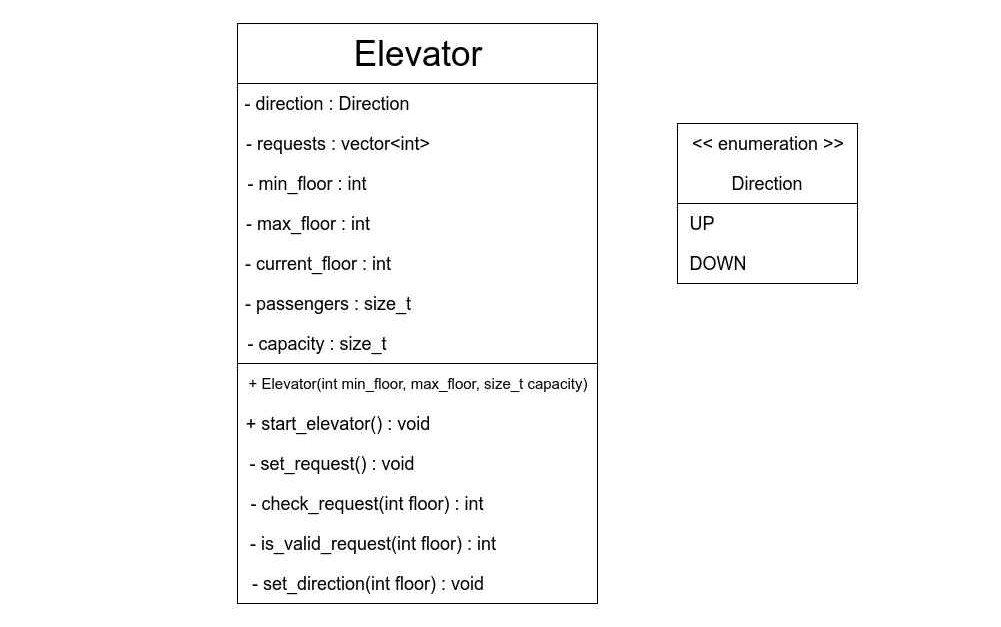 Elevator
- direction : Direction
- requests : vector<int>
- min_floor : int
- max_floor : int
- current_floor : int
- passengers : size_t
- capacity : size_t
+ Elevator(int min_floor, max_floor, size_t capacity)
+ start_elevator() : void
- set_request() : void
- check_request(int floor) : int
- is_valid_request(int floor) : int
- set_direction(int floor) : void
<< enumeration >>
Direction
UP
DOWN